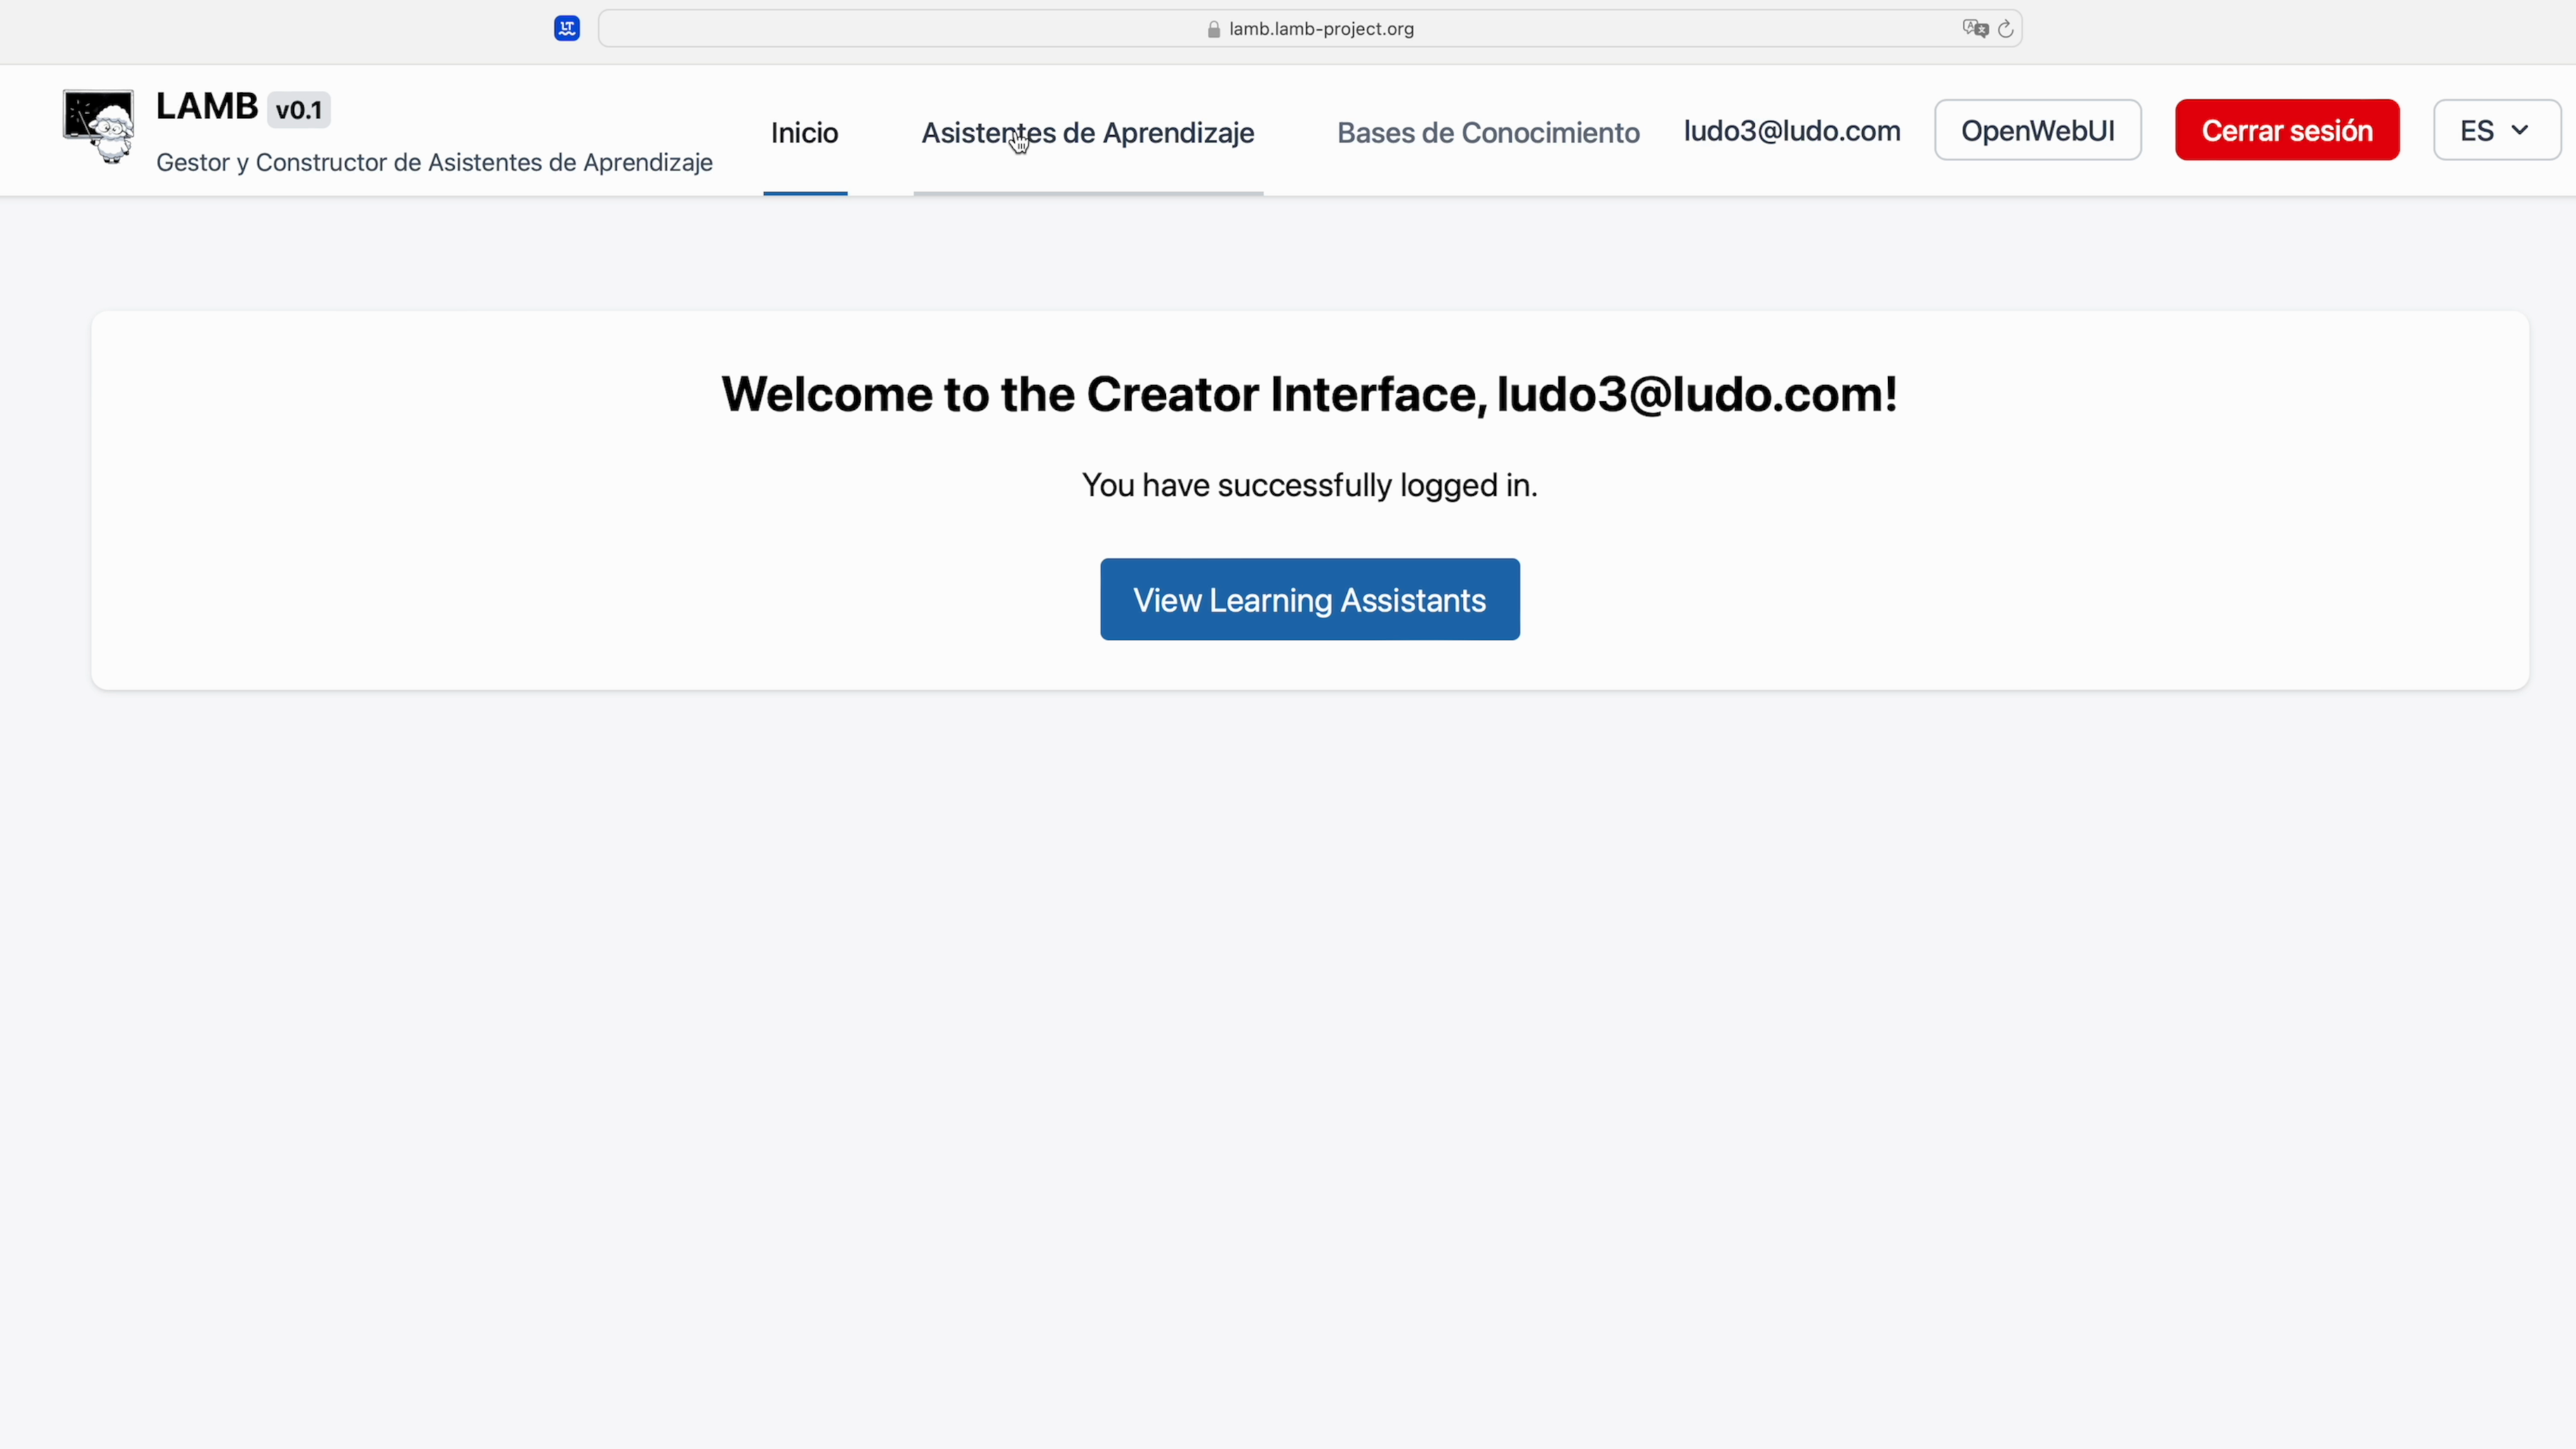 lamb.lamb-project.org
LAMB v0.1
Gestor y Constructor de Asistentes de Aprendizaje
Inicio
Asistentes de Aprendizaje
Bases de Conocimiento
ludo3@ludo.com
OpenWebUI
Cerrar sesión
ES
Welcome to the Creator Interface, ludo3@ludo.com!
You have successfully logged in.
View Learning Assistants